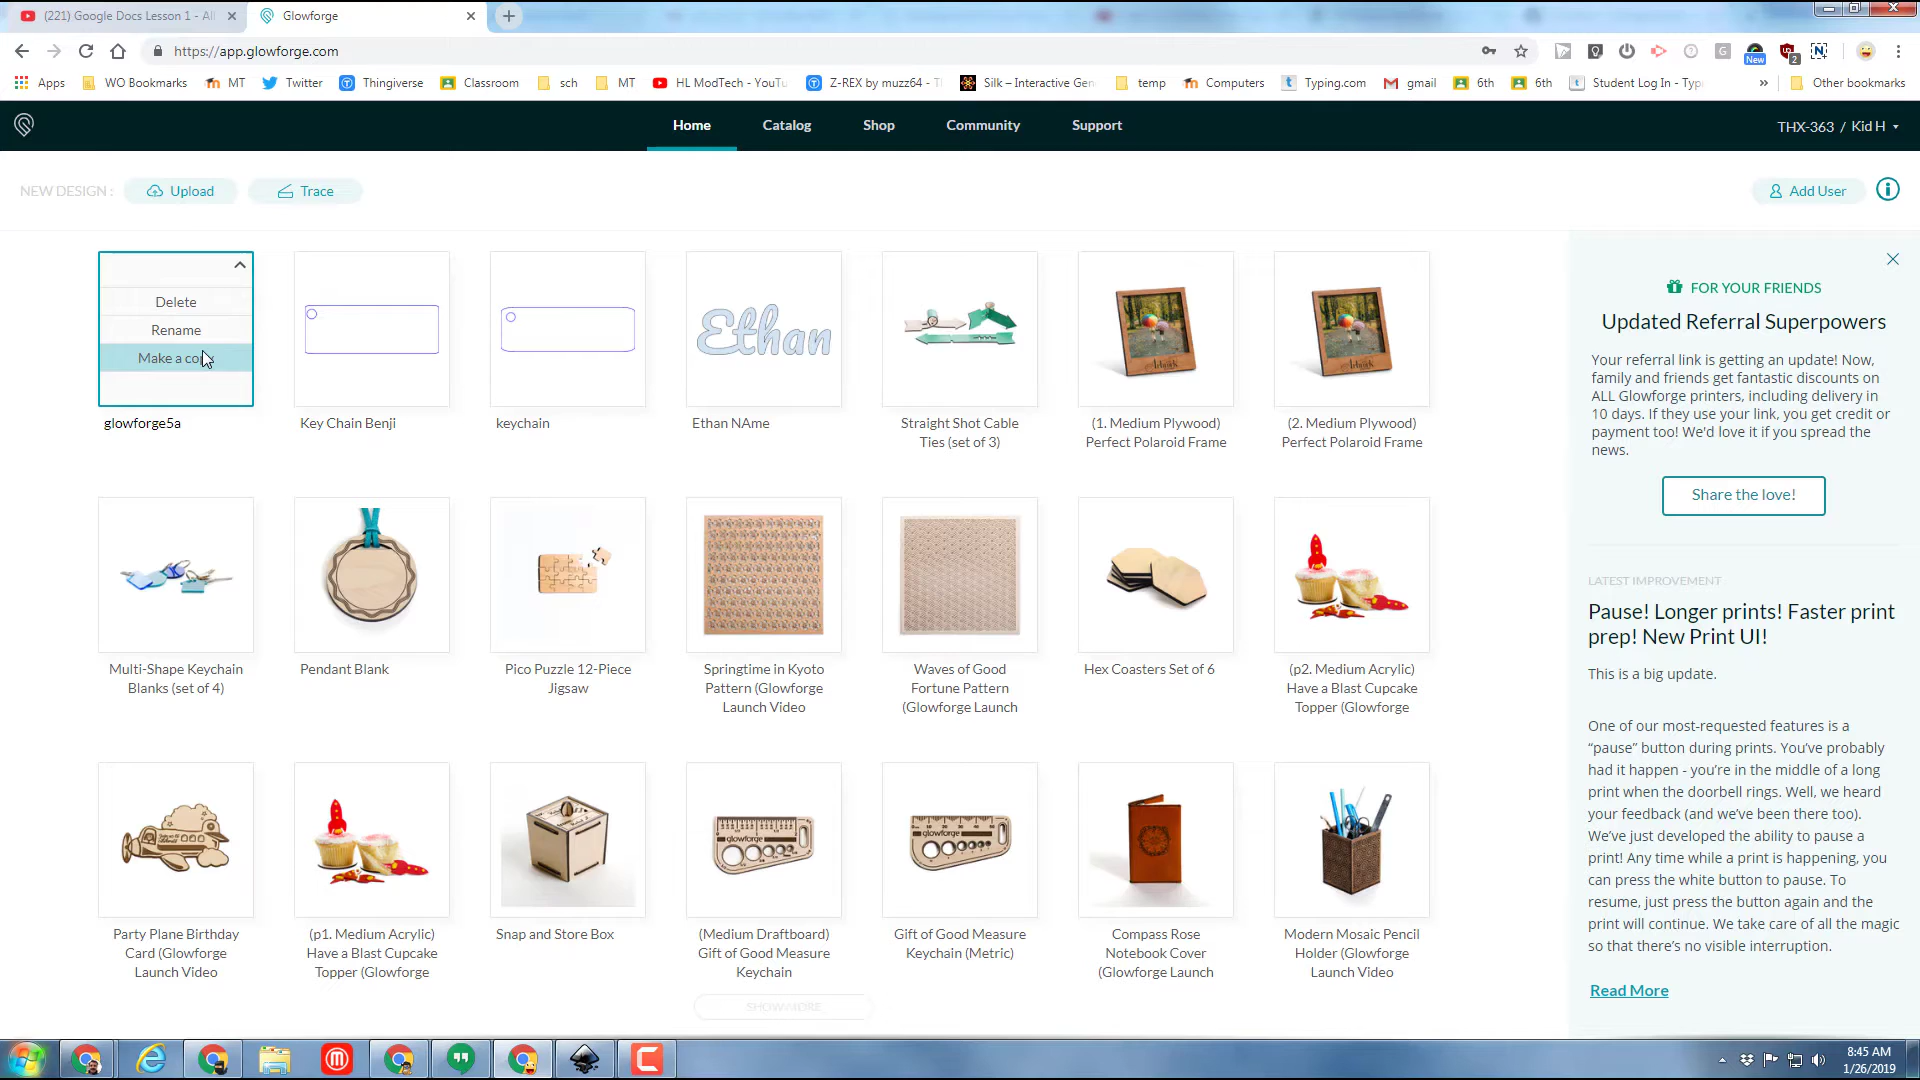 (221) Google Docs Lesson 1 - Al
Glowforge
https://app.glowforge.com
New
2
Apps
WO Bookmarks
MT
Twitter
Thingiverse
Classroom
sch
MT
HL ModTech - YouTu
Z-REX by muzz64 - T
Silk – Interactive Gen
temp
Computers
Typing.com
gmail
6th
6th
Student Log In - Typ
»
Other bookmarks
Home
Catalog
Shop
Community
Support
THX-363 / Kid H
NEW DESIGN :
Upload
Trace
Add User
Delete
Rename
Make a cop
Ethan
glowforge5a
Key Chain Benji
keychain
Ethan NAme
Straight Shot Cable
Ties (set of 3)
(1. Medium Plywood)
Perfect Polaroid Frame
(2. Medium Plywood)
Perfect Polaroid Frame
Multi-Shape Keychain
Blanks (set of 4)
Pendant Blank
Pico Puzzle 12-Piece
Jigsaw
Springtime in Kyoto
Pattern (Glowforge
Launch Video
Waves of Good
Fortune Pattern
(Glowforge Launch
Hex Coasters Set of 6
(p2. Medium Acrylic)
Have a Blast Cupcake
Topper (Glowforge
glowforge
glowforge
Party Plane Birthday
Card (Glowforge
Launch Video
(p1. Medium Acrylic)
Have a Blast Cupcake
Topper (Glowforge
Snap and Store Box
(Medium Draftboard)
Gift of Good Measure
Keychain
Gift of Good Measure
Keychain (Metric)
Compass Rose
Notebook Cover
(Glowforge Launch
Modern Mosaic Pencil
Holder (Glowforge
Launch Video
SHOW MORE
FOR YOUR FRIENDS
Updated Referral Superpowers
Your referral link is getting an update! Now,
family and friends get fantastic discounts on
ALL Glowforge printers, including delivery in
10 days. If they use your link, you get credit or
payment too! We'd love it if you spread the
news.
Share the love!
LATEST IMPROVEMENT
Pause! Longer prints! Faster print
prep! New Print UI!
This is a big update.
One of our most-requested features is a
“pause” button during prints. You’ve probably
had it happen - you’re in the middle of a long
print when the doorbell rings. Well, we heard
your feedback (and we’ve been there too).
We’ve just developed the ability to pause a
print! Any time while a print is happening, you
can press the white button to pause. To
resume, just press the button again and the
print will continue. We take care of all the magic
so that there’s no visible interruption.
Read More
8:45 AM
1/26/2019